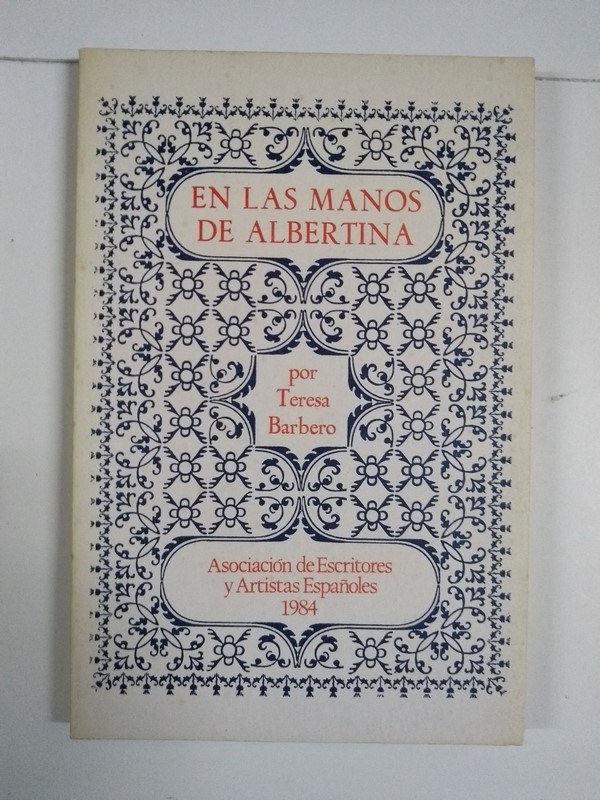 EN LAS MANOS
DE ALBERTINA
por
Teresa
Barbero
Asociación de Escritores
y Artistas Españoles
1984